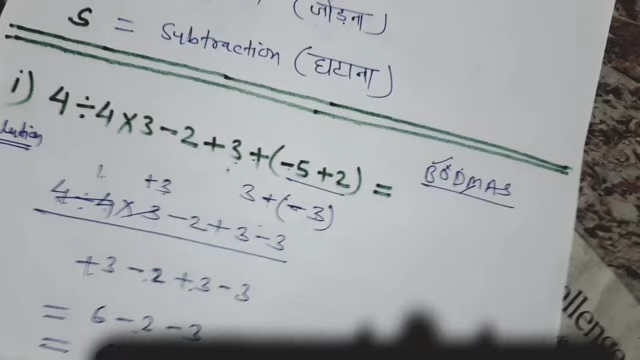 (जोड़ना)
S = Subtraction (घटाना)
i) 4÷4×3-2+3+(-5+2) =
BODMAS
1 +3 3+(-3)
4÷4×3-2+3-3
+3-2+3-3
= 6-2-3
=